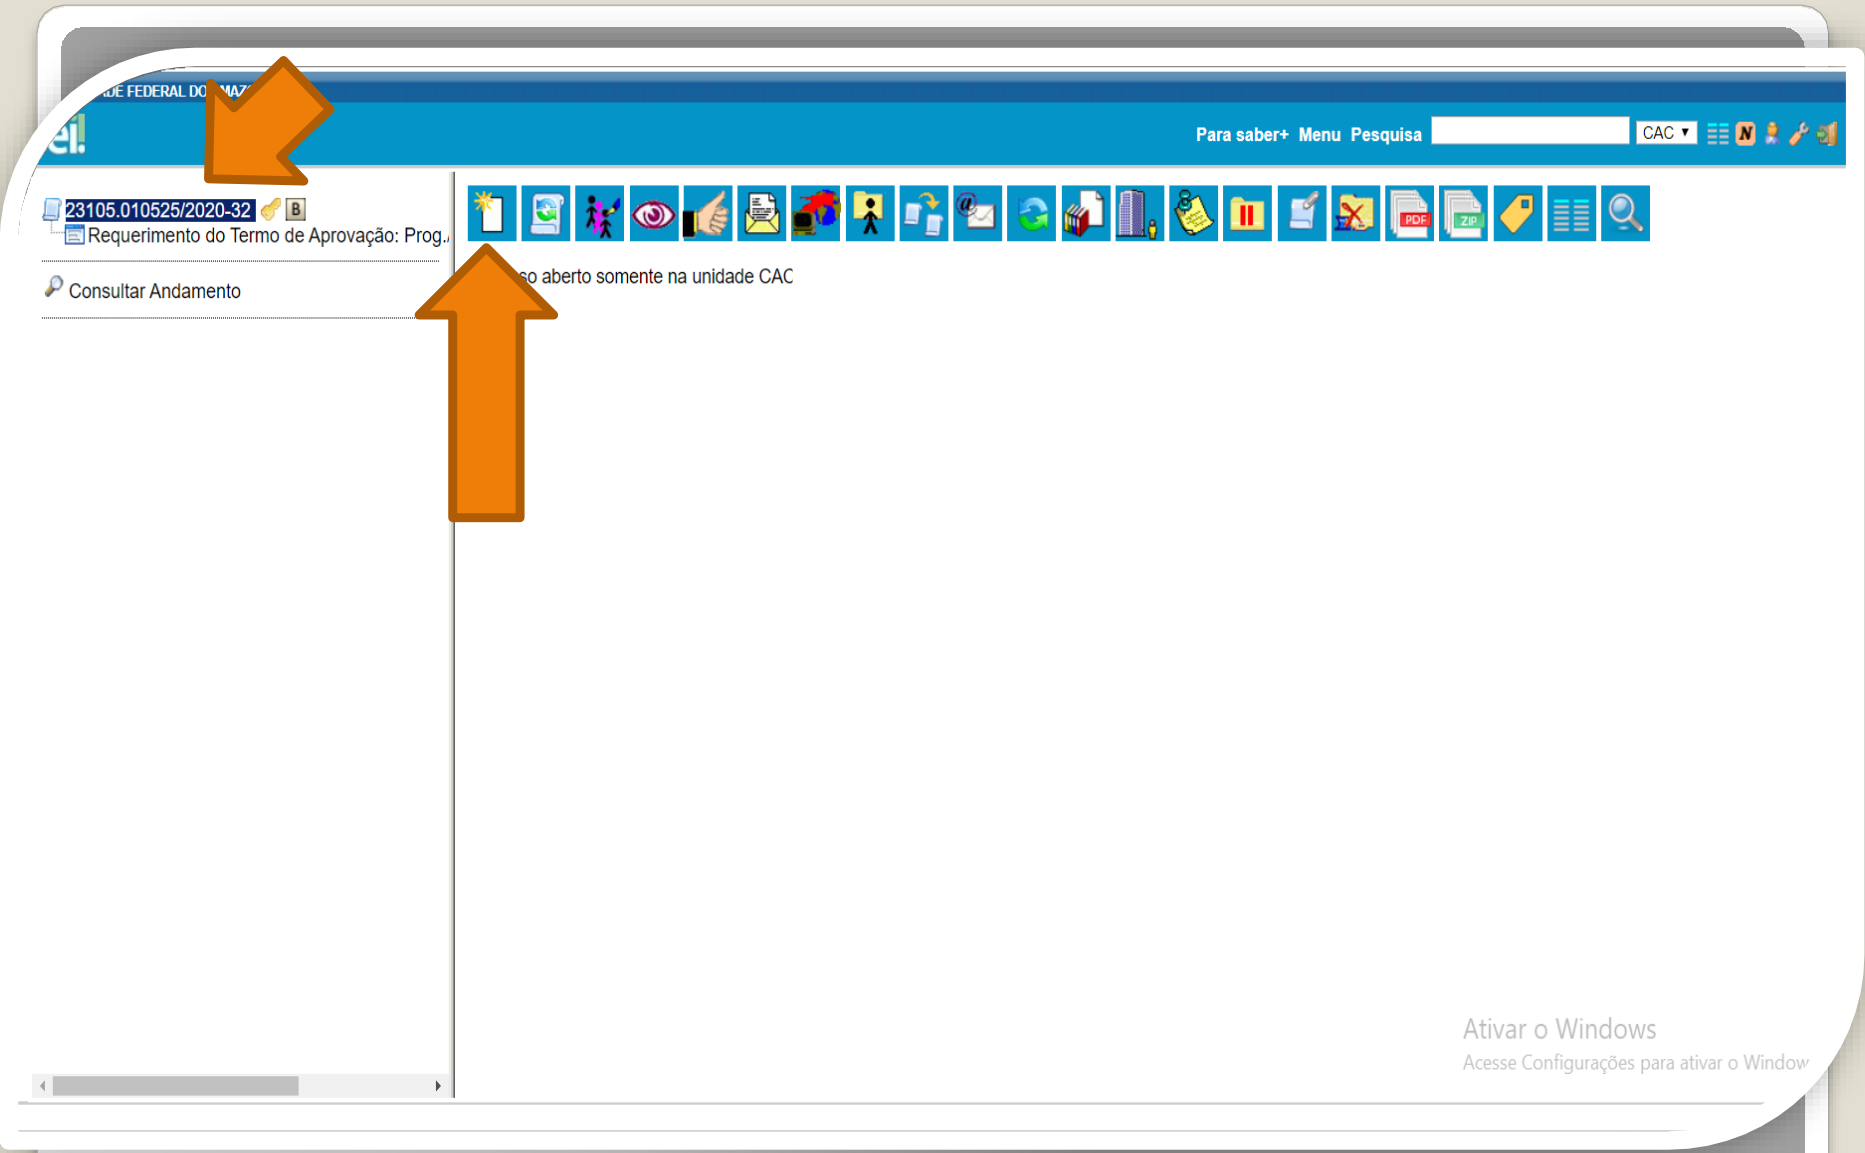 FEDERAL DO
ei!
Para saber+ Menu Pesquisa CAC N
23105.010525/2020-32 B
Requerimento do Termo de Aprovação: Prog./
Consultar Andamento
@
PDF
ZIP
so aberto somente na unidade CAC
Ativar o Windows
Acesse Configurações para ativar o Window